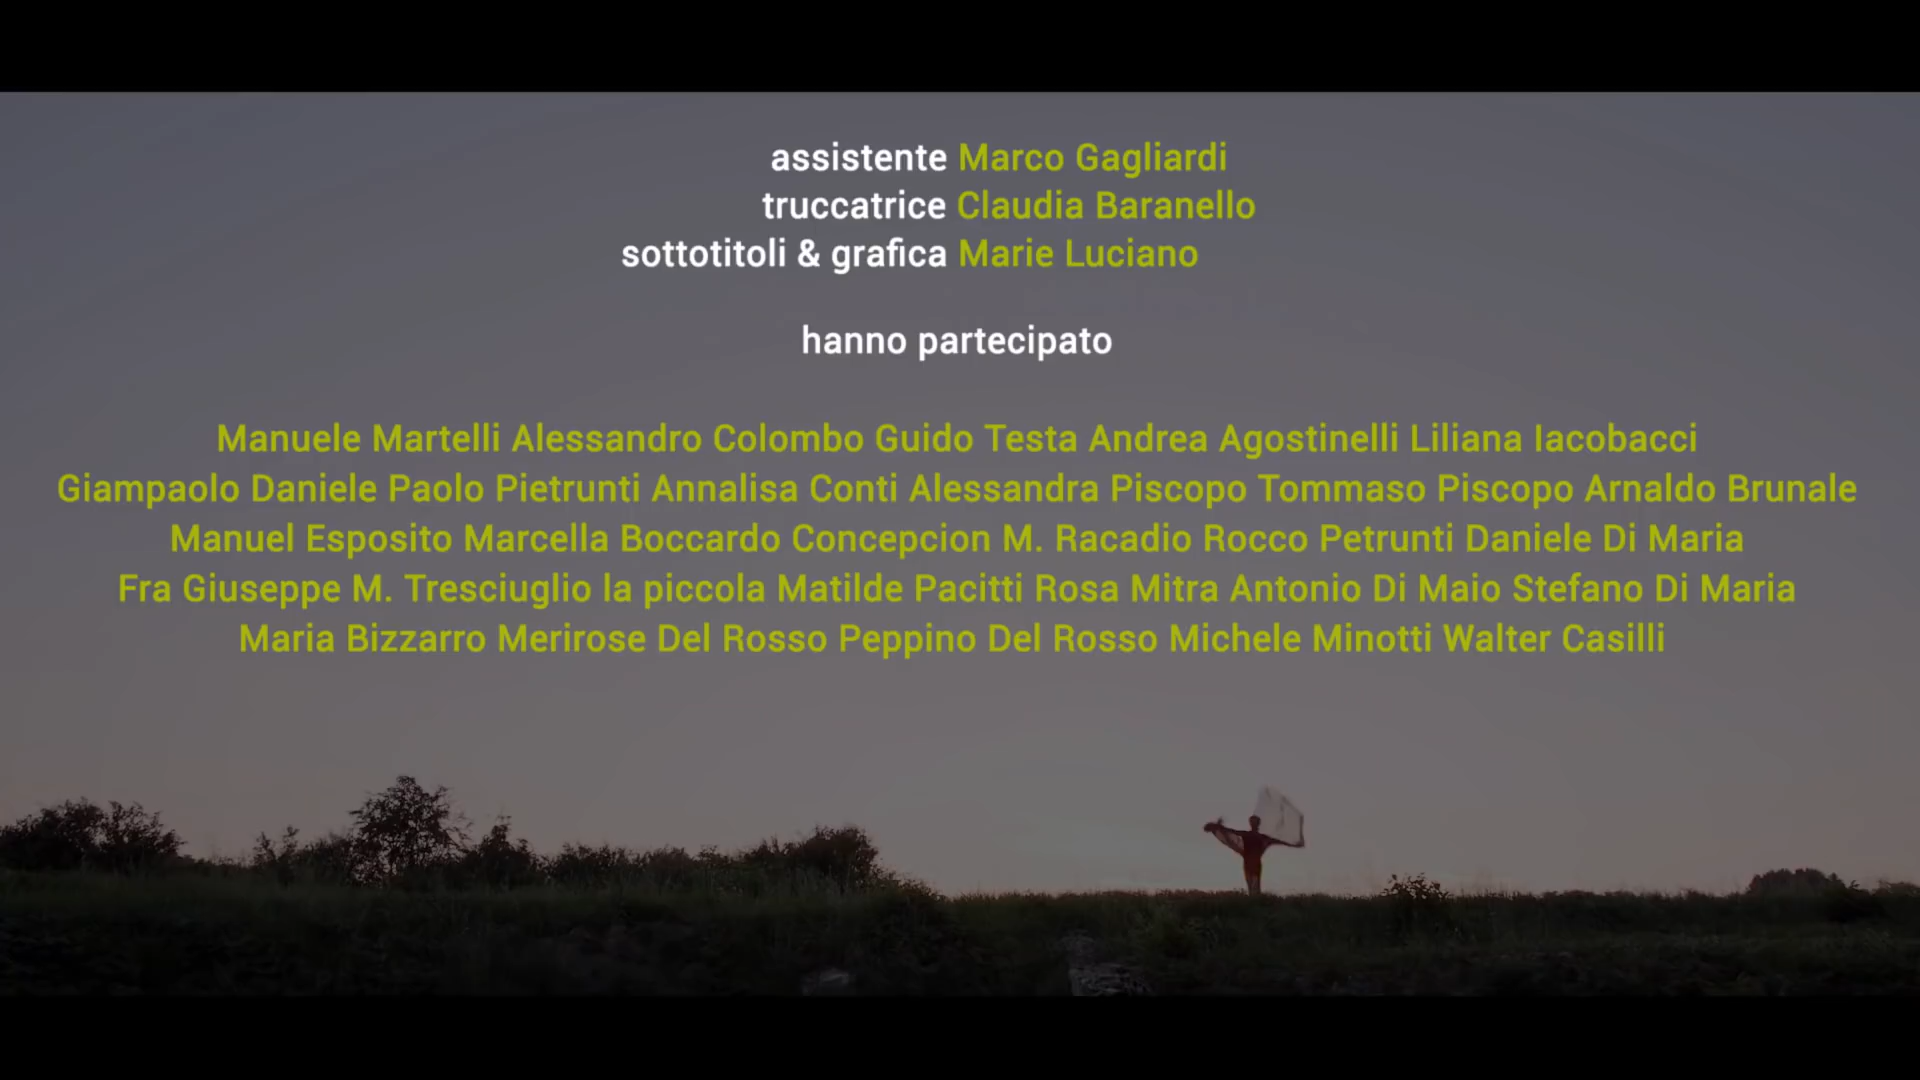 assistente Marco Gagliardi
truccatrice Claudia Baranello
sottotitoli & grafica Marie Luciano
hanno partecipato
Manuele Martelli Alessandro Colombo Guido Testa Andrea Agostinelli Liliana Iacobacci
Giampaolo Daniele Paolo Pietrunti Annalisa Conti Alessandra Piscopo Tommaso Piscopo Arnaldo Brunale
Manuel Esposito Marcella Boccardo Concepcion M. Racadio Rocco Petrunti Daniele Di Maria
Fra Giuseppe M. Tresciuglio la piccola Matilde Pacitti Rosa Mitra Antonio Di Maio Stefano Di Maria
Maria Bizzarro Merirose Del Rosso Peppino Del Rosso Michele Minotti Walter Casilli